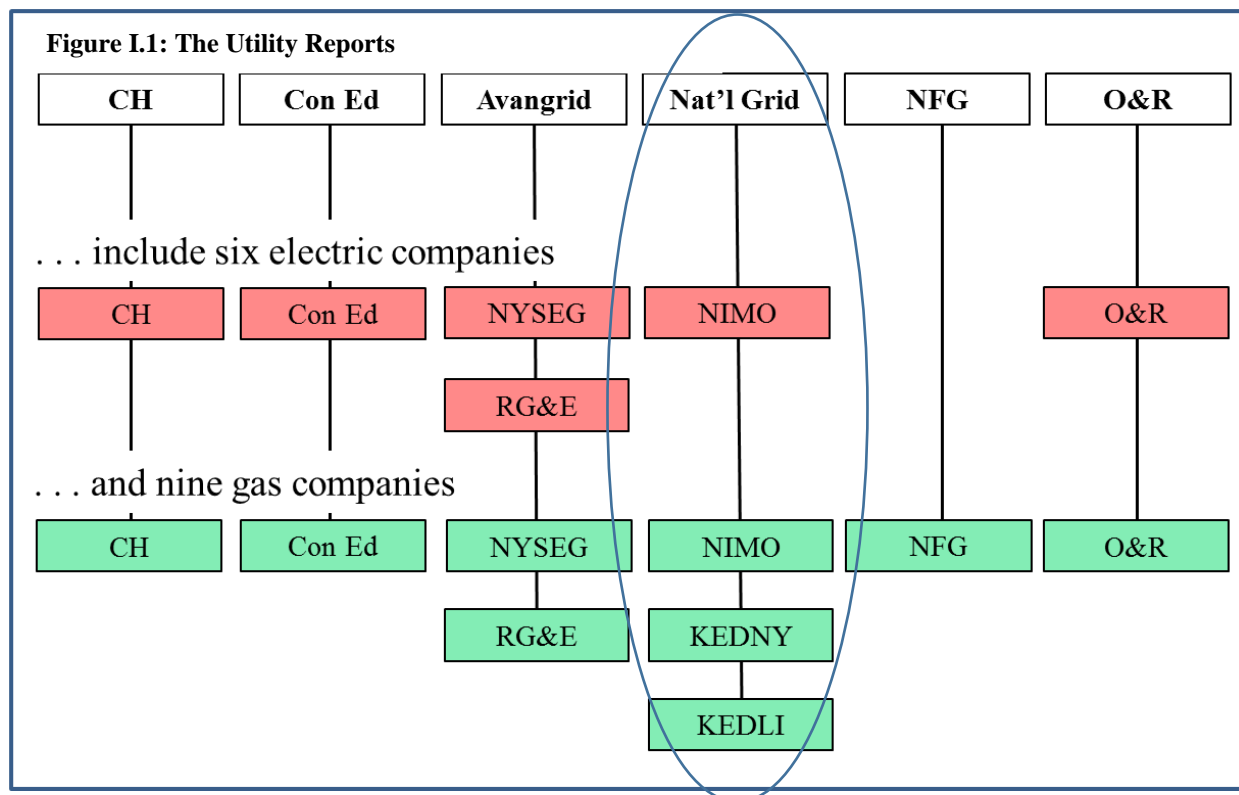 Figure I.1: The Utility Reports
CH Con Ed Avangrid Nat’l Grid NFG O&R
. . . include six electric companies
CH Con Ed NYSEG NIMO O&R
RG&E
. . . and nine gas companies
CH Con Ed NYSEG NIMO NFG O&R
RG&E KEDNY
KEDLI